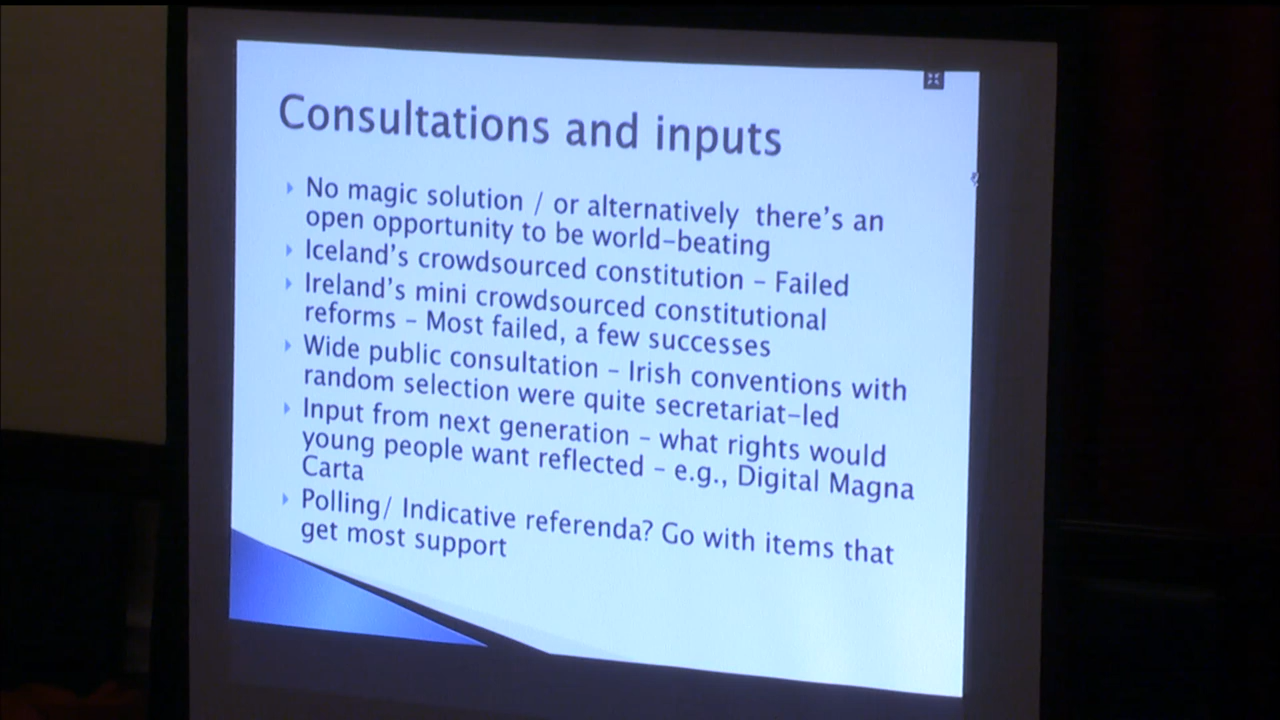 Consultations and inputs
No magic solution / or alternatively there's an
open opportunity to be world-beating
Iceland's crowdsourced constitution - Failed
Ireland's mini crowdsourced constitutional
reforms - Most failed, a few successes
Wide public consultation - Irish conventions with
random selection were quite secretariat-led
Input from next generation - what rights would
young people want reflected - e.g., Digital Magna
Carta
Polling/ Indicative referenda? Go with items that
get most support